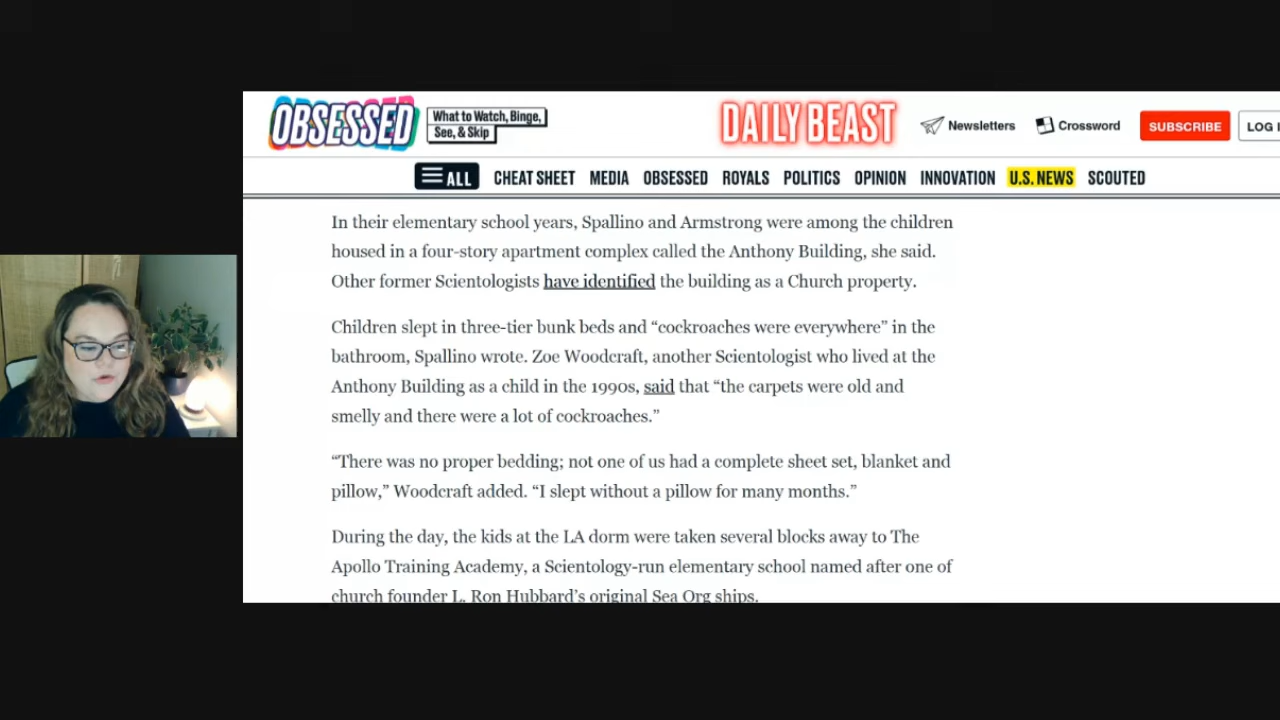 OBSESSED
What to Watch, Binge,
See, & Skip
DAILY BEAST
Newsletters
Crossword
SUBSCRIBE
LOG I
ALL
CHEAT SHEET
MEDIA
OBSESSED
ROYALS
POLITICS
OPINION
INNOVATION
U.S. NEWS
SCOUTED
In their elementary school years, Spallino and Armstrong were among the children
housed in a four-story apartment complex called the Anthony Building, she said.
Other former Scientologists have identified the building as a Church property.
Children slept in three-tier bunk beds and “cockroaches were everywhere” in the
bathroom, Spallino wrote. Zoe Woodcraft, another Scientologist who lived at the
Anthony Building as a child in the 1990s, said that “the carpets were old and
smelly and there were a lot of cockroaches.”
“There was no proper bedding; not one of us had a complete sheet set, blanket and
pillow,” Woodcraft added. “I slept without a pillow for many months.”
During the day, the kids at the LA dorm were taken several blocks away to The
Apollo Training Academy, a Scientology-run elementary school named after one of
church founder L. Ron Hubbard’s original Sea Org ships.